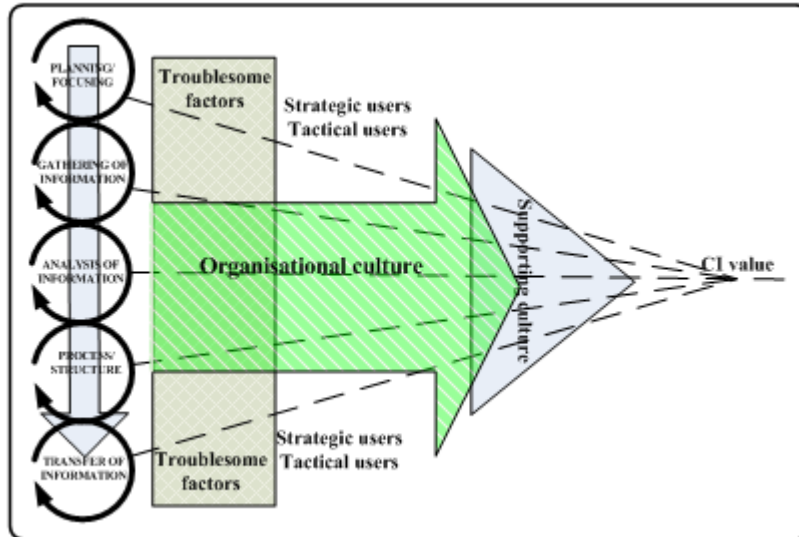 PLANNING/
FOCUSING
GATHERING OF
INFORMATION
ANALYSIS OF
INFORMATION
PROCESS/
STRUCTURE
TRANSFER OF
INFORMATION
Troublesome
factors
Strategic users
Tactical users
Organisational culture
Supporting culture
CI value
Strategic users
Tactical users
Troublesome
factors